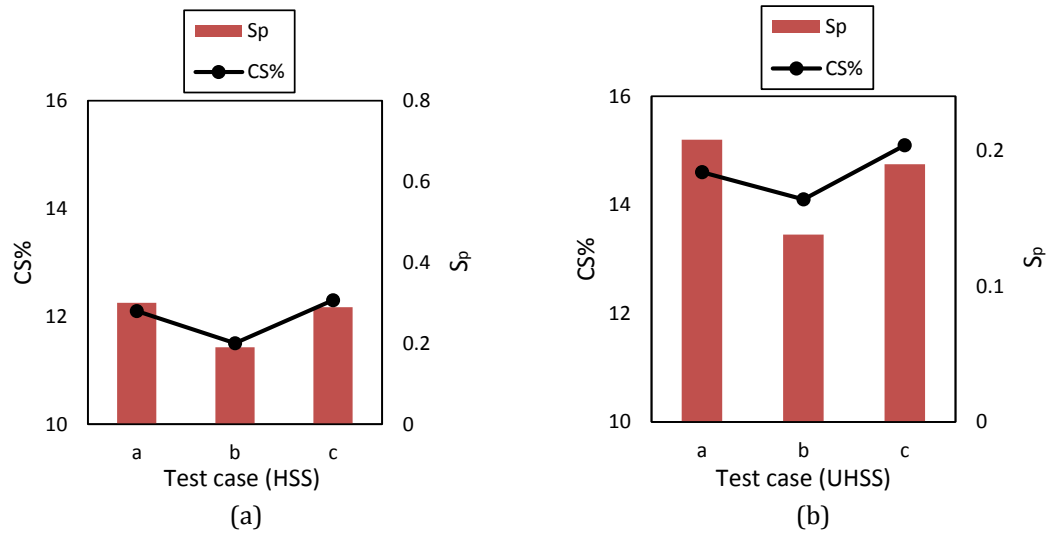 Sp
CS%
16
14
12
10
CS%
0.8
0.6
0.4
0.2
0
Sp
a b c
Test case (HSS)
(a)
Sp
CS%
16
14
12
10
CS%
0.2
0.1
0
Sp
a b c
Test case (UHSS)
(b)